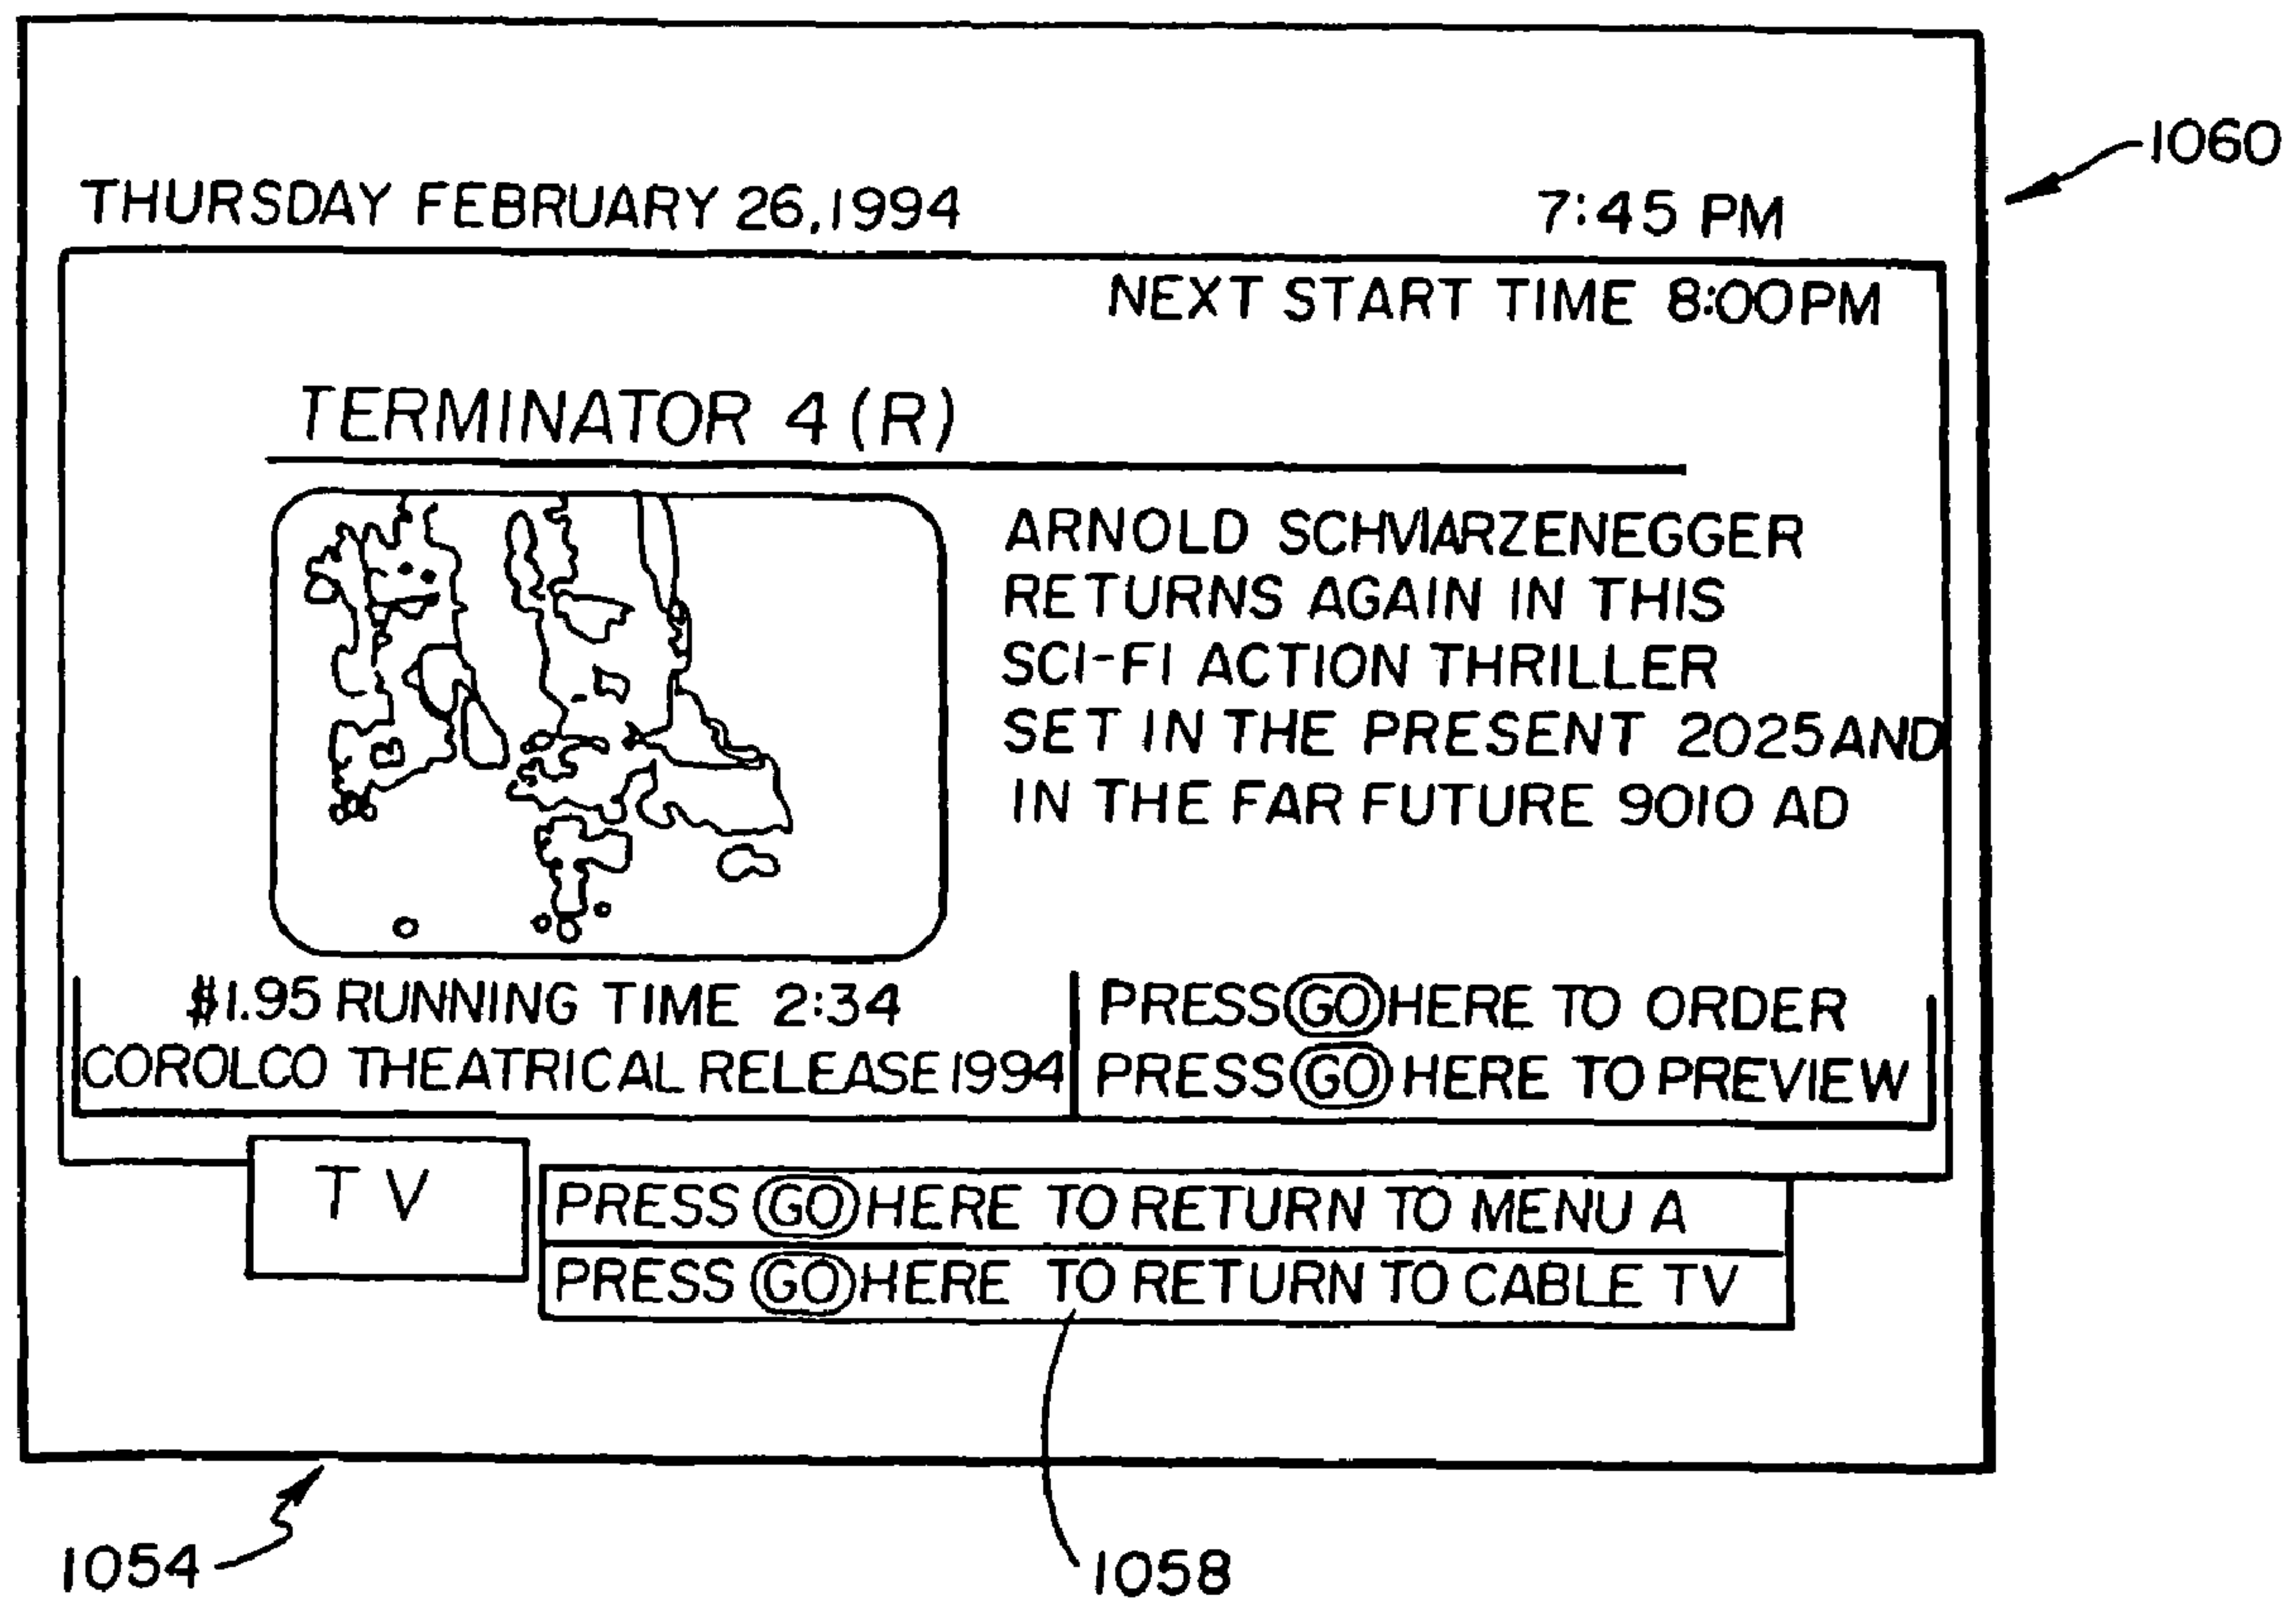 1060
THURSDAY FEBRUARY 26,1994 7:45 PM
NEXT START TIME 8:00PM
TERMINATOR 4 (R)
ARNOLD SCHWARZENEGGER
RETURNS AGAIN IN THIS
SCI-FI ACTION THRILLER
SET IN THE PRESENT 2025 AND
IN THE FAR FUTURE 9010 AD
$1.95 RUNNING TIME 2:34
COROLCO THEATRICAL RELEASE 1994
PRESS GO HERE TO ORDER
PRESS GO HERE TO PREVIEW
TV
PRESS GO HERE TO RETURN TO MENU A
PRESS GO HERE TO RETURN TO CABLE TV
1054
1058